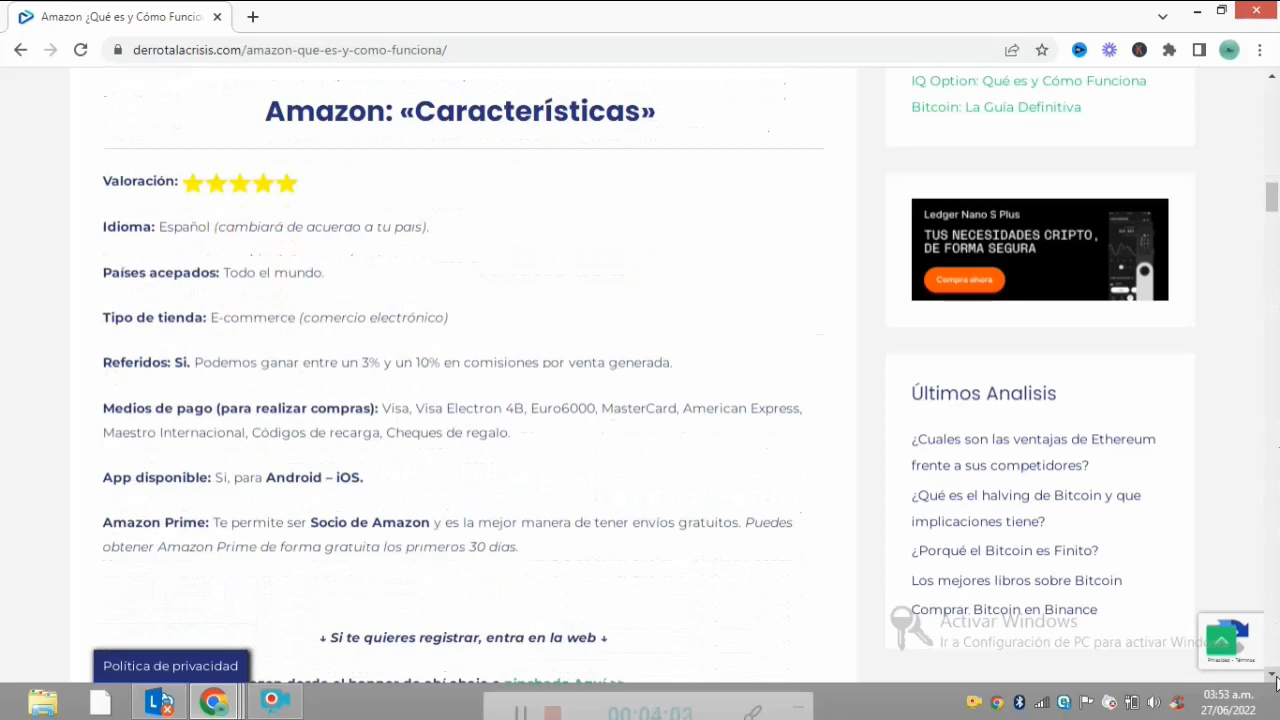 Amazon ¿Qué es y Cómo Funcio
derrotalacrisis.com/amazon-que-es-y-como-funciona/
Amazon: «Características»
Valoración:
Idioma: Español (cambiará de acuerdo a tu país).
Países acepados: Todo el mundo.
Tipo de tienda: E-commerce (comercio electrónico)
Referidos: Si. Podemos ganar entre un 3% y un 10% en comisiones por venta generada.
Medios de pago (para realizar compras): Visa, Visa Electron 4B, Euro6000, MasterCard, American Express,
Maestro Internacional, Códigos de recarga, Cheques de regalo.
App disponible: Si, para Android – iOS.
Amazon Prime: Te permite ser Socio de Amazon y es la mejor manera de tener envíos gratuitos. Puedes
obtener Amazon Prime de forma gratuita los primeros 30 días.
↓ Si te quieres registrar, entra en la web ↓
Política de privacidad
IQ Option: Qué es y Cómo Funciona
Bitcoin: La Guía Definitiva
Ledger Nano S Plus
TUS NECESIDADES CRIPTO,
DE FORMA SEGURA
Compra ahora
Últimos Analisis
¿Cuales son las ventajas de Ethereum
frente a sus competidores?
¿Qué es el halving de Bitcoin y que
implicaciones tiene?
¿Porqué el Bitcoin es Finito?
Los mejores libros sobre Bitcoin
Comprar Bitcoin en Binance
Activar Windows
Ir a Configuración de PC para activar Windo
Privacidad - Términos
00:04:03
03:53 a.m.
27/06/2022